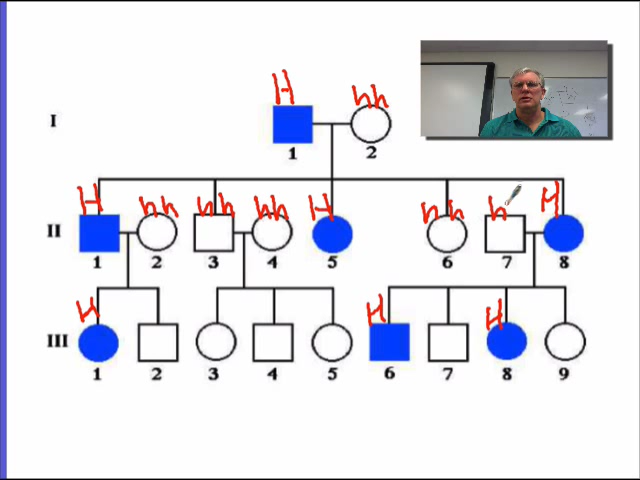 H hh
I
1 2
H hh hh hh H hh h H
II
1 2 3 4 5 6 7 8
H H H
III
1 2 3 4 5 6 7 8 9